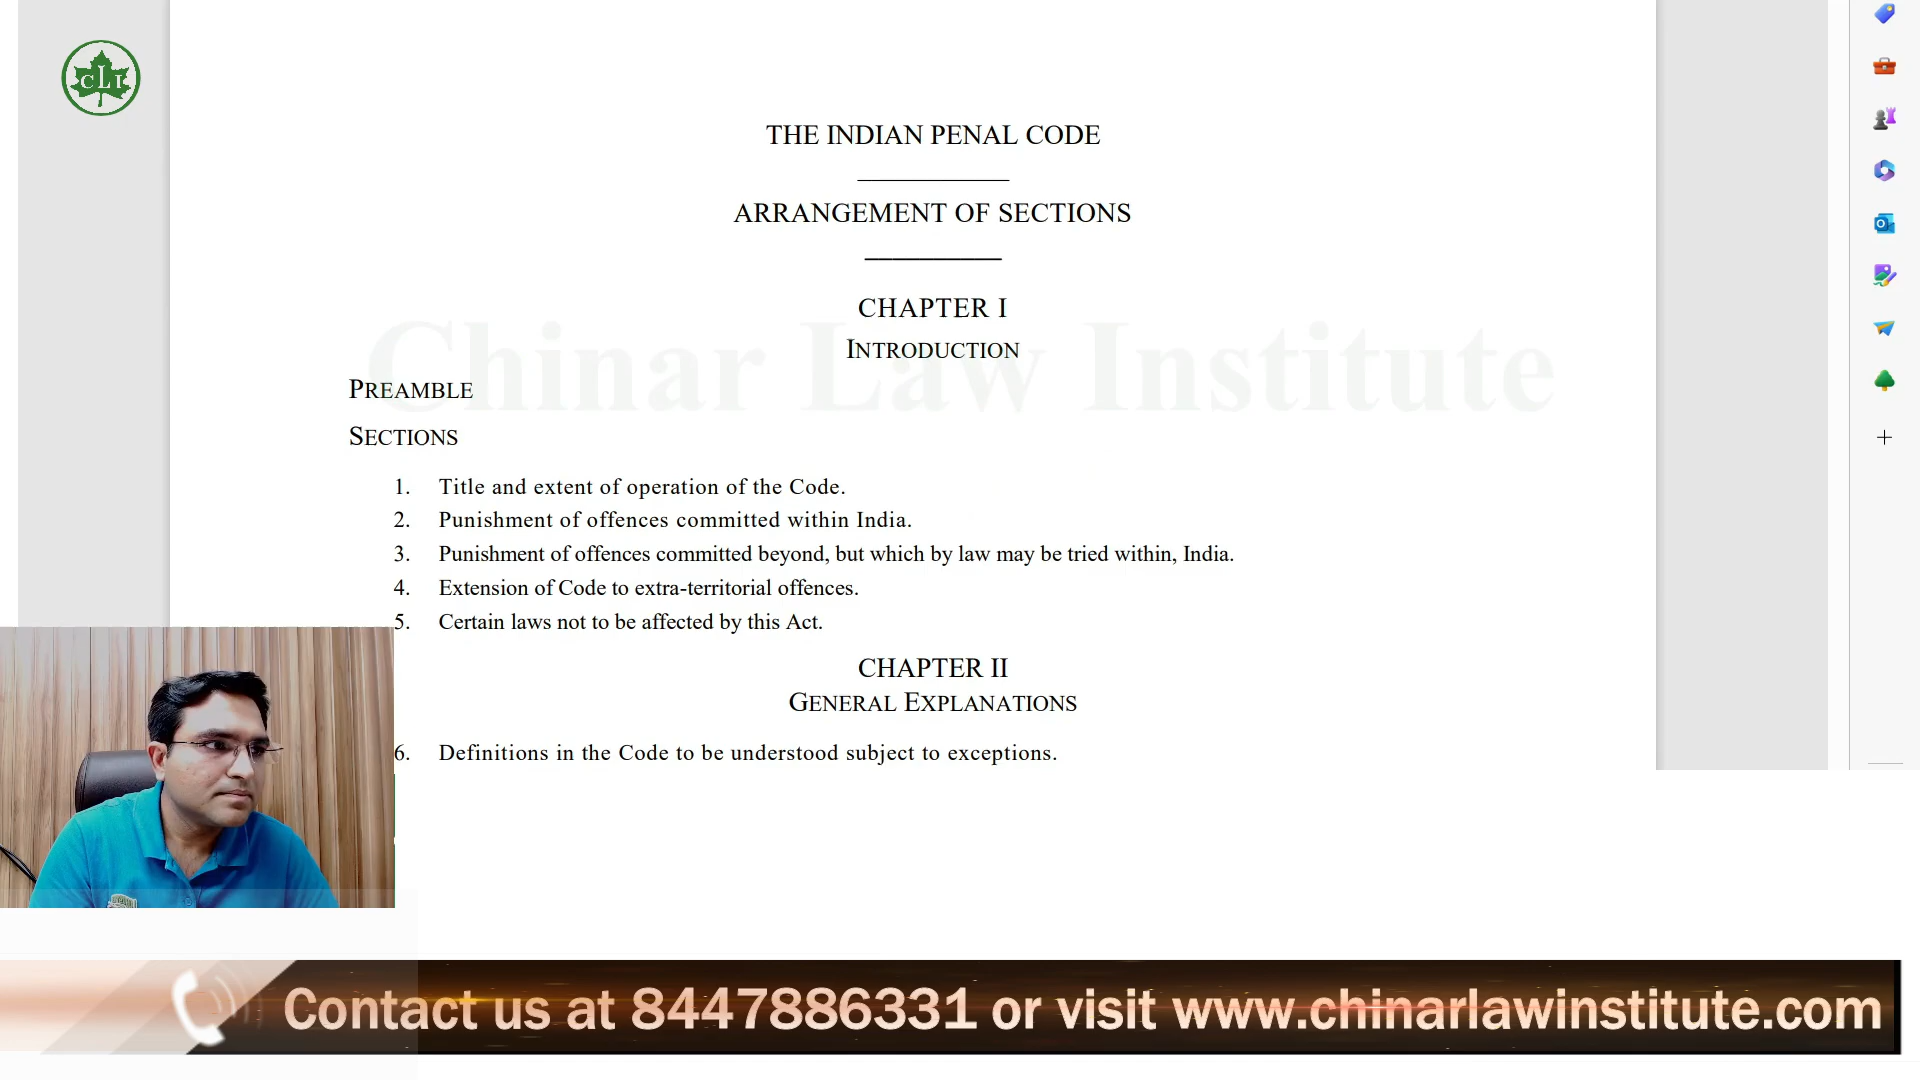 CLI
THE INDIAN PENAL CODE
ARRANGEMENT OF SECTIONS
CHAPTER I
INTRODUCTION
Chinar Law Institute
PREAMBLE
SECTIONS
1. Title and extent of operation of the Code.
2. Punishment of offences committed within India.
3. Punishment of offences committed beyond, but which by law may be tried within, India.
4. Extension of Code to extra-territorial offences.
5. Certain laws not to be affected by this Act.
CHAPTER II
GENERAL EXPLANATIONS
6. Definitions in the Code to be understood subject to exceptions.
Contact us at 8447886331 or visit www.chinarlawinstitute.com